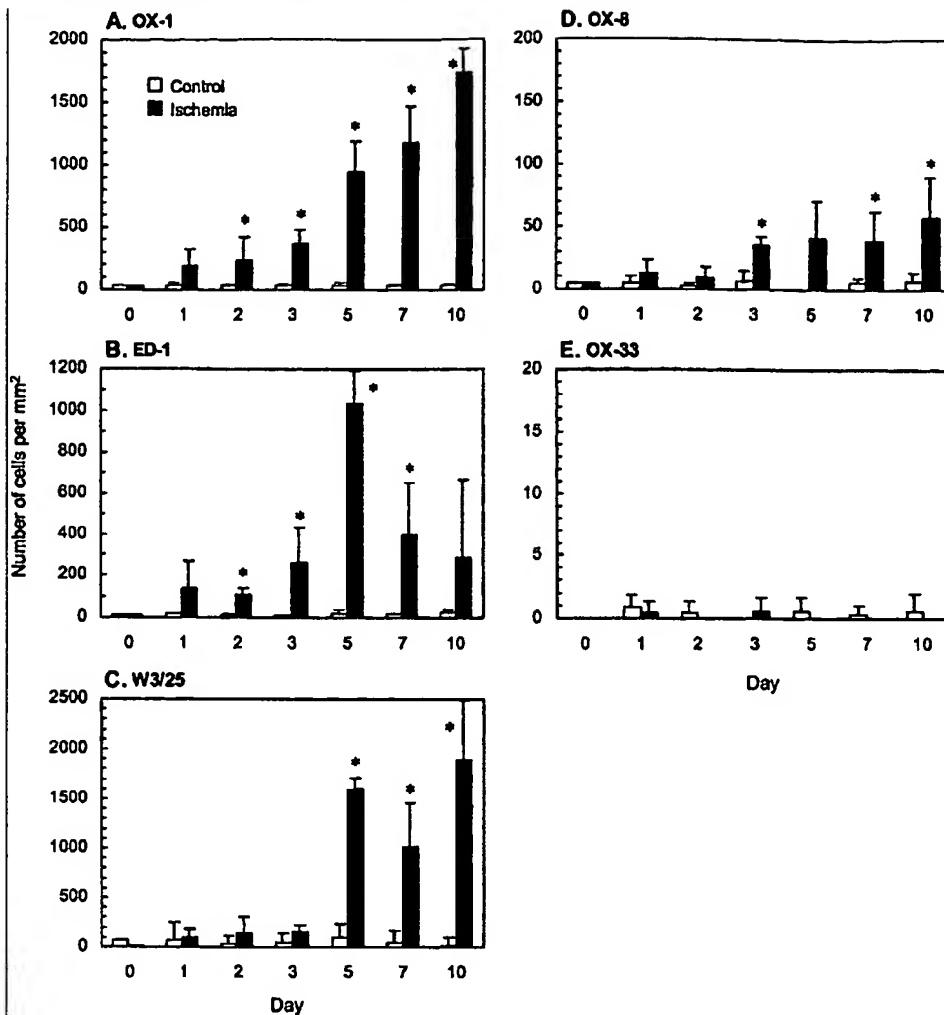 A. OX-1
2000
1500
1000
500
0
Control
Ischemia
*
*
*
*
*
0 1 2 3 5 7 10
B. ED-1
1200
1000
800
600
400
200
0
*
*
*
*
0 1 2 3 5 7 10
C. W3/25
2500
2000
1500
1000
500
0
*
*
*
0 1 2 3 5 7 10
Day
Number of cells per mm²
D. OX-8
200
150
100
50
0
*
*
*
0 1 2 3 5 7 10
E. OX-33
20
15
10
5
0
0 1 2 3 5 7 10
Day